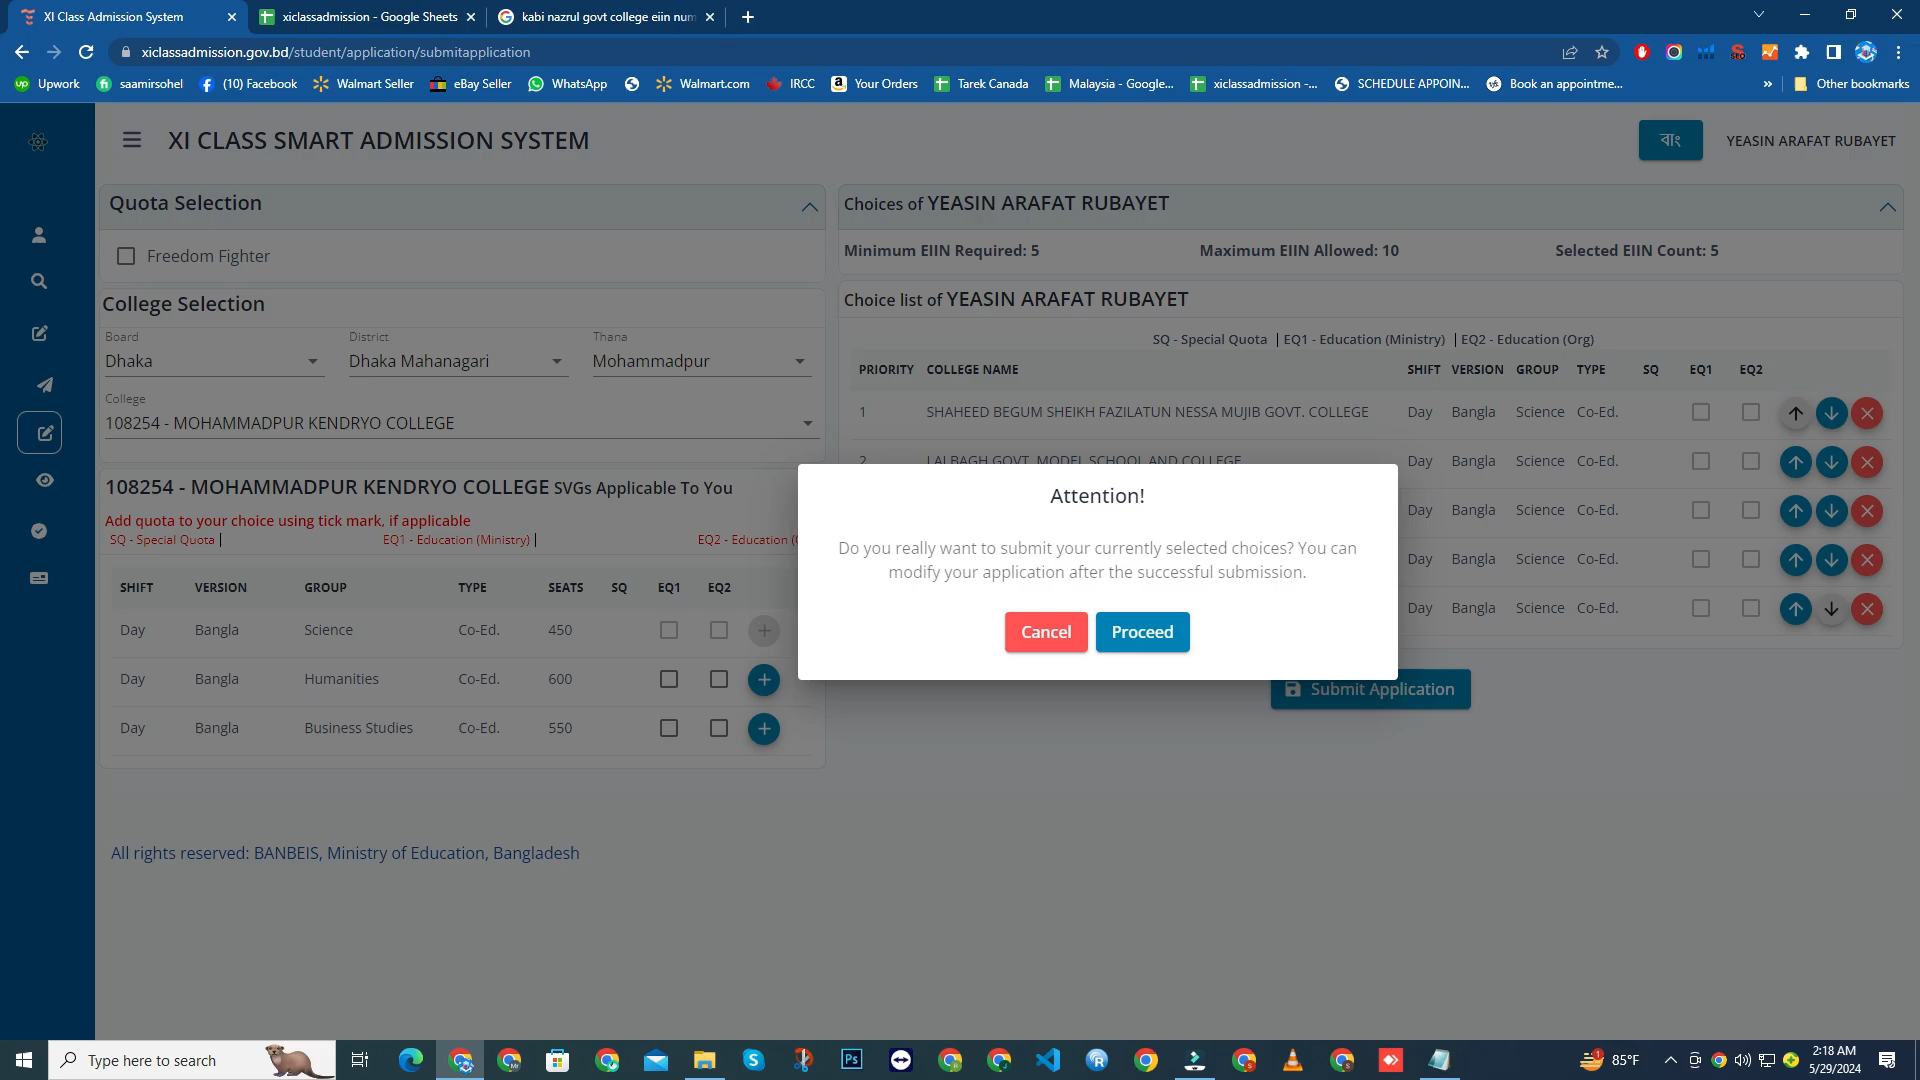 XI Class Admission System
xiclassadmission - Google Sheets
kabi nazrul govt college eiin num
xiclassadmission.gov.bd/student/application/submitapplication
Upwork
saamirsohel
(10) Facebook
Walmart Seller
eBay Seller
WhatsApp
Walmart.com
IRCC
Your Orders
Tarek Canada
Malaysia - Google...
xiclassadmission -...
SCHEDULE APPOIN...
Book an appointme...
»
Other bookmarks
XI CLASS SMART ADMISSION SYSTEM
বাং
YEASIN ARAFAT RUBAYET
Quota Selection
Freedom Fighter
College Selection
Board
District
Thana
Dhaka
Dhaka Mahanagari
Mohammadpur
College
108254 - MOHAMMADPUR KENDRYO COLLEGE
108254 - MOHAMMADPUR KENDRYO COLLEGE SVGs Applicable To You
Add quota to your choice using tick mark, if applicable
SQ - Special Quota | EQ1 - Education (Ministry) | EQ2 - Education (
SHIFT VERSION GROUP TYPE SEATS SQ EQ1 EQ2
Day Bangla Science Co-Ed. 450
Day Bangla Humanities Co-Ed. 600
Day Bangla Business Studies Co-Ed. 550
Choices of YEASIN ARAFAT RUBAYET
Minimum EIIN Required: 5 Maximum EIIN Allowed: 10 Selected EIIN Count: 5
Choice list of YEASIN ARAFAT RUBAYET
SQ - Special Quota | EQ1 - Education (Ministry) | EQ2 - Education (Org)
PRIORITY COLLEGE NAME SHIFT VERSION GROUP TYPE SQ EQ1 EQ2
1 SHAHEED BEGUM SHEIKH FAZILATUN NESSA MUJIB GOVT. COLLEGE Day Bangla Science Co-Ed.
2 LALBAGH GOVT. MODEL SCHOOL AND COLLEGE Day Bangla Science Co-Ed.
Day Bangla Science Co-Ed.
Day Bangla Science Co-Ed.
Day Bangla Science Co-Ed.
Attention!
Do you really want to submit your currently selected choices? You can
modify your application after the successful submission.
Cancel
Proceed
Submit Application
All rights reserved: BANBEIS, Ministry of Education, Bangladesh
Type here to search
85°F
2:18 AM
5/29/2024